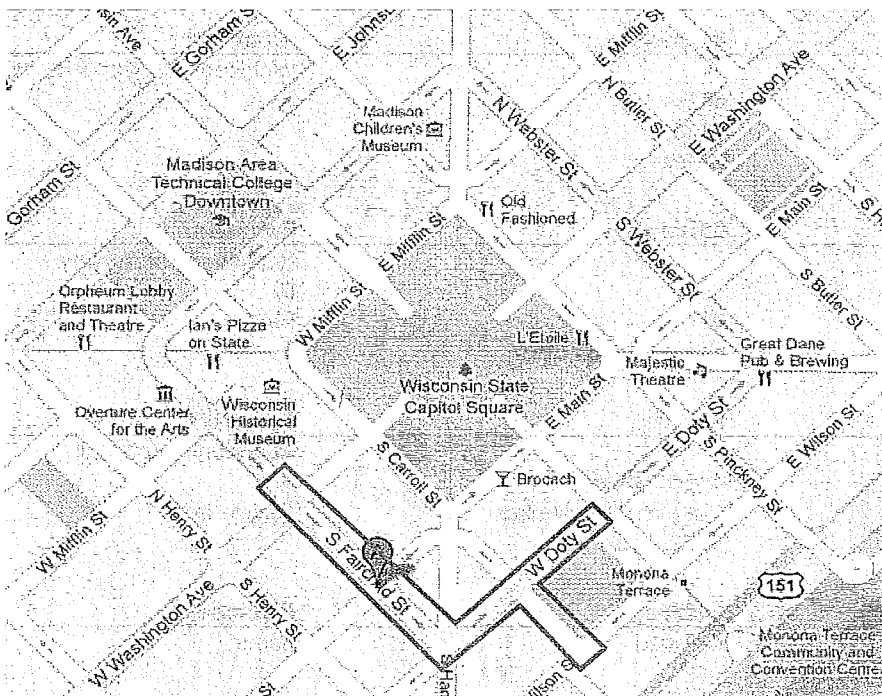 E Gorham St
E Johns
E Mifflin St
E Washington Ave
N Butler St
Madison
Children's
Museum
N Webster St
Madison Area
Technical College
- Downtown
Gorham St
Old
Fashioned
E Main St
E Mifflin St
S Webster St
S Butler St
Orpheum Lobby
Restaurant
and Theatre
Ian's Pizza
on State
W Mifflin St
L'Etoile
Majestic
Theatre
Great Dane
Pub & Brewing
Wisconsin State
Capitol Square
Overture Center
for the Arts
Wisconsin
Historical
Museum
E Main St
E Doty St
S Carroll St
S Pinckney St
E Wilson St
Brocach
W Mifflin St
N Henry St
A
S Fairchild St
W Doty St
Monona
Terrace
151
W Washington Ave
S Henry St
Monona Terrace
Community and
Convention Cente